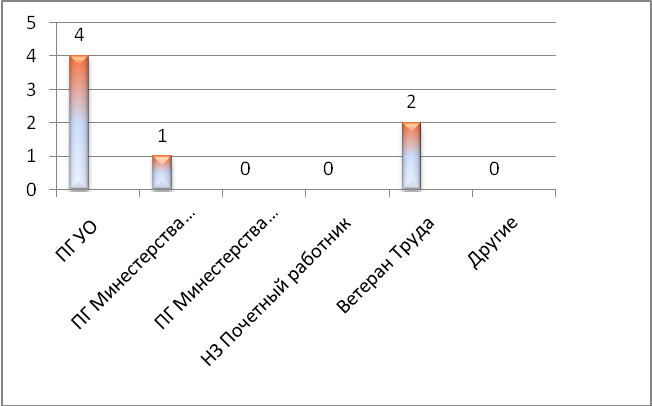 5
4
3
2
1
0
4
1
0
0
2
0
ПГ УО
ПГ Минестерства...
ПГ Минестерства...
НЗ Почетный работник
Ветеран Труда
Другие